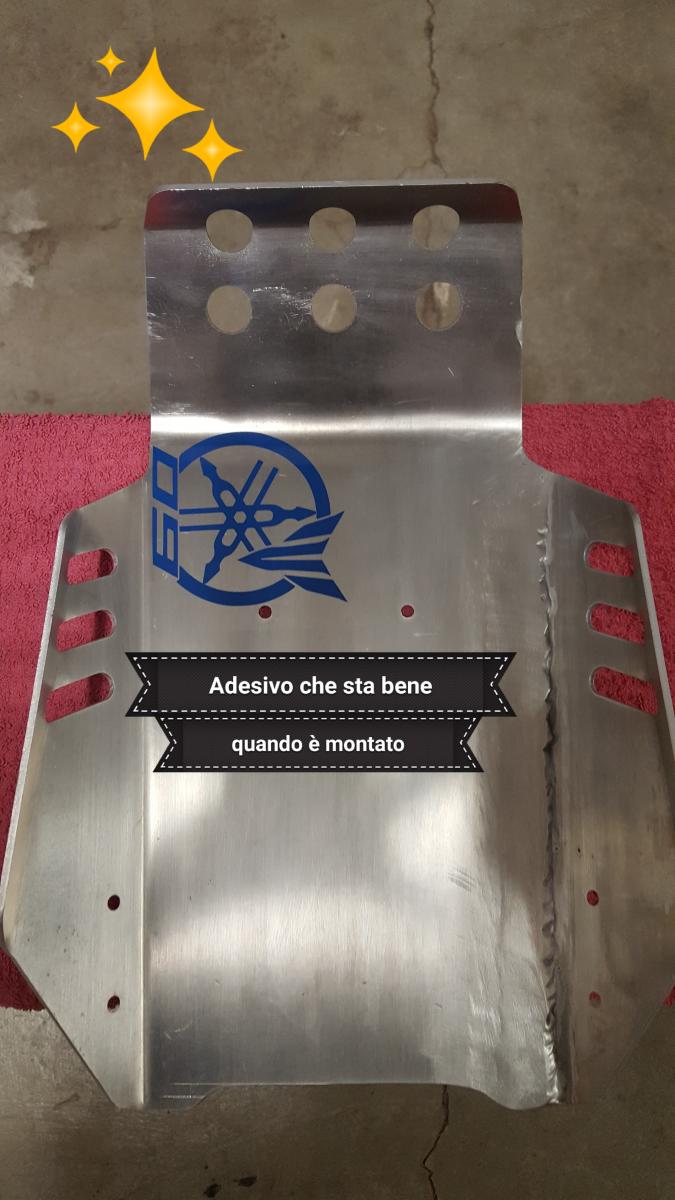 60
Adesivo che sta bene
quando è montato